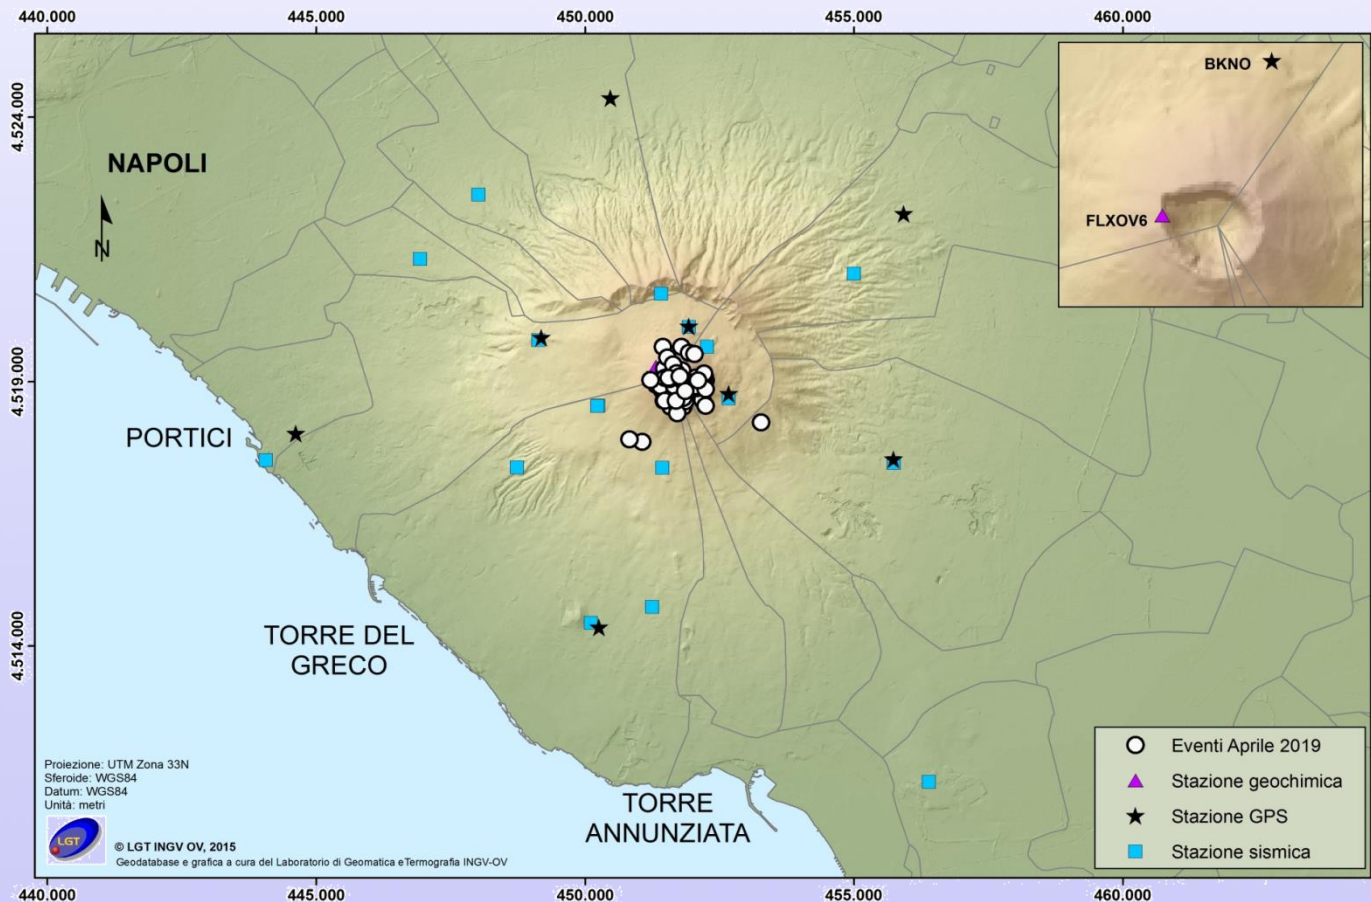 440.000
445.000
450.000
455.000
460.000
4.524.000
4.519.000
4.514.000
BKNO
FLXOV6
NAPOLI
N
PORTICI
TORRE DEL
GRECO
TORRE
ANNUNZIATA
Eventi Aprile 2019
Stazione geochimica
Stazione GPS
Stazione sismica
Proiezione: UTM Zona 33N
Sferoide: WGS84
Datum: WGS84
Unità: metri
LGT
© LGT INGV OV, 2015
Geodatabase e grafica a cura del Laboratorio di Geomatica e Termografia INGV-OV
440.000
445.000
450.000
455.000
460.000